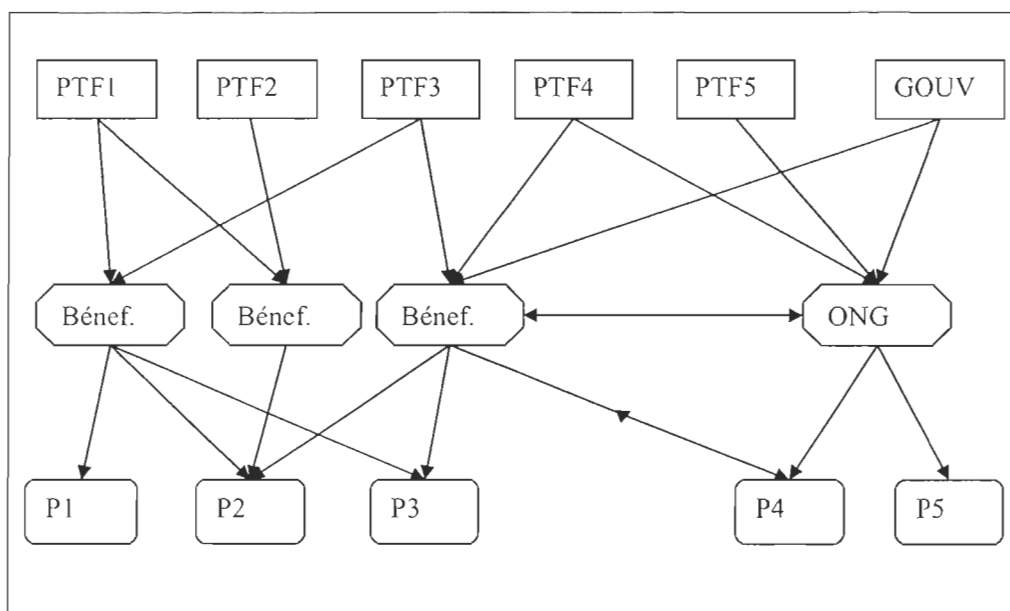 PTF1 PTF2 PTF3 PTF4 PTF5 GOUV
Bénef. Bénef. Bénef. ONG
P1 P2 P3 P4 P5